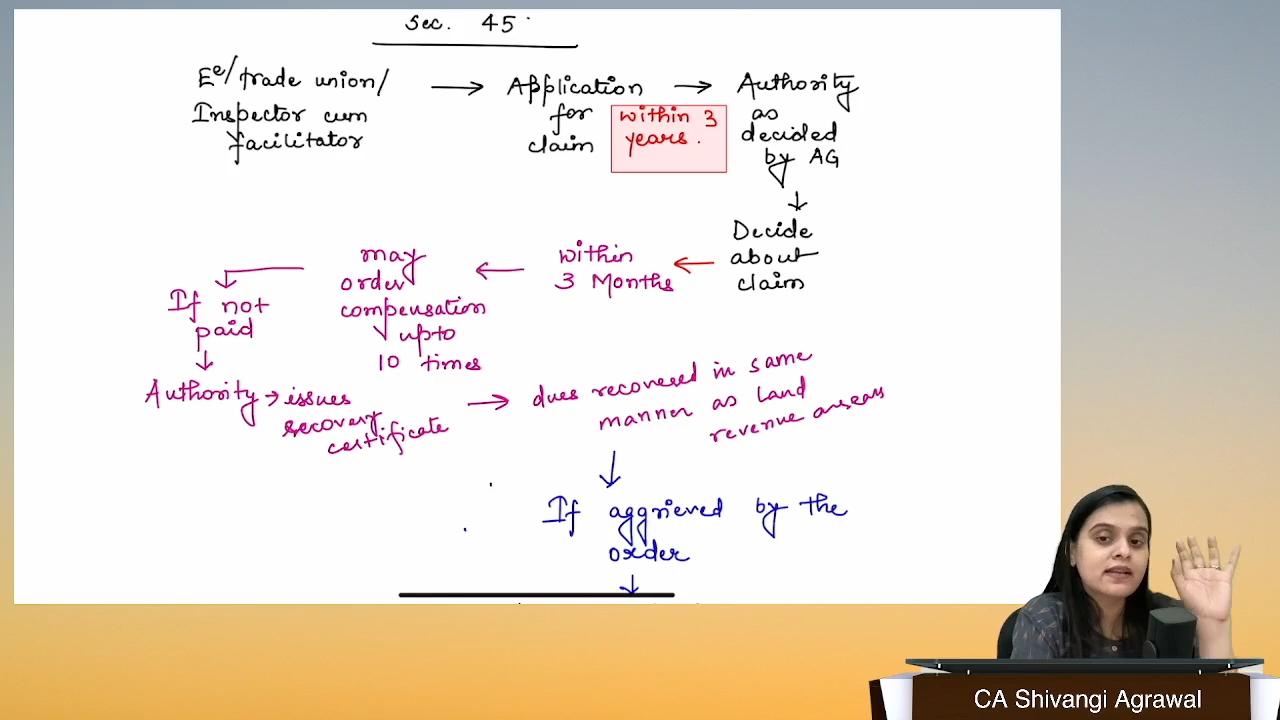 Sec. 45
Ee/trade union/
Inspector cum
facilitator
→ Application
for
claim
within 3
years.
→ Authority
as
decided
by AG
↓
Decide
about
claim
← within
3 Months
← may
order
compensation
upto
10 times
If not
paid
↓
Authority → issues
recovery
certificate
→ dues recovered in same
manner as land
revenue arrears
↓
If aggrieved by the
order
↓
CA Shivangi Agrawal